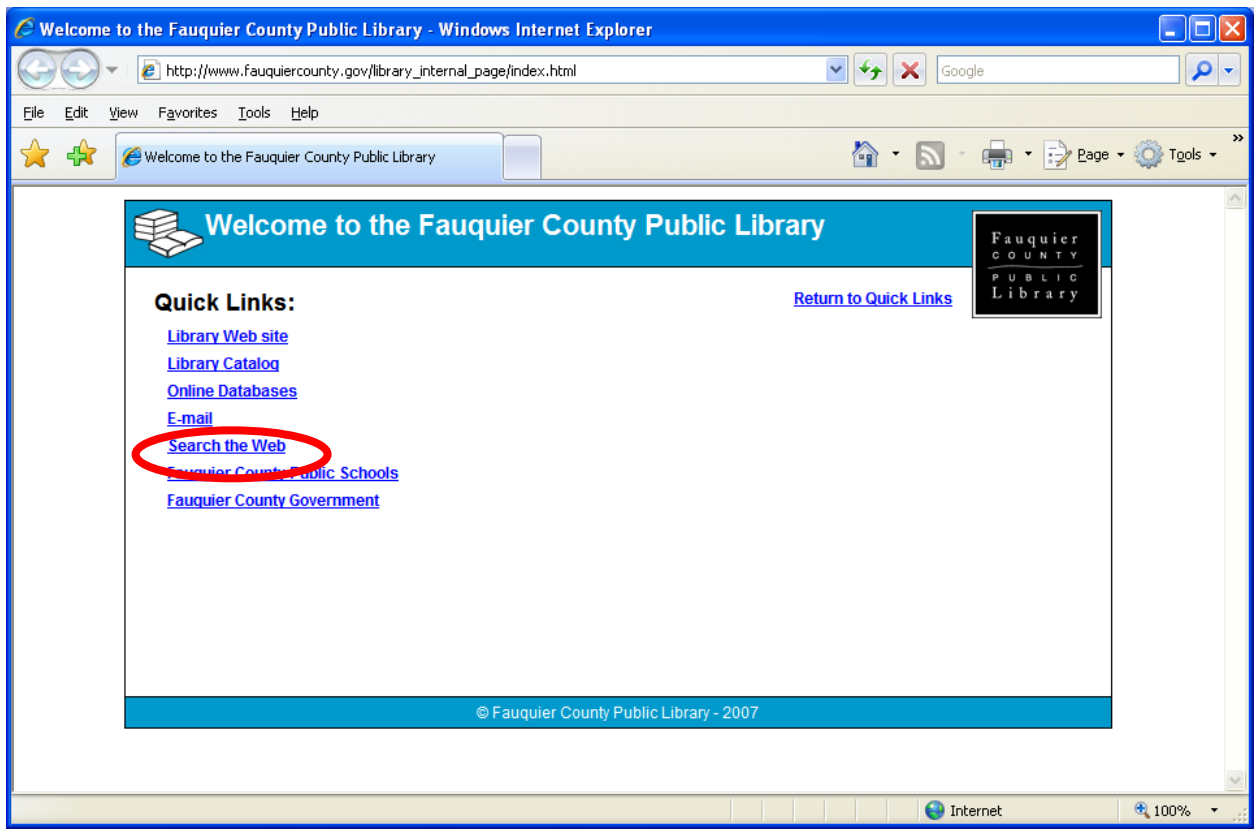 Welcome to the Fauquier County Public Library - Windows Internet Explorer
http://www.fauquiercounty.gov/library_internal_page/index.html
Google
File Edit View Favorites Tools Help
Welcome to the Fauquier County Public Library
Page Tools
Welcome to the Fauquier County Public Library
Fauquier
COUNTY
PUBLIC
Library
Quick Links:
Return to Quick Links
Library Web site
Library Catalog
Online Databases
E-mail
Search the Web
Fauquier County Public Schools
Fauquier County Government
© Fauquier County Public Library - 2007
Internet
100%